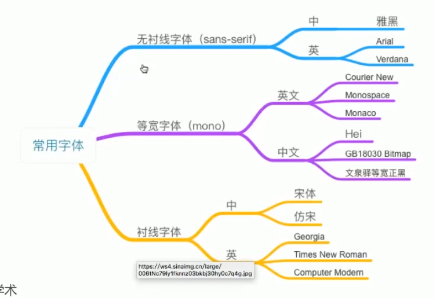 常用字体
无衬线字体（sans-serif）
中
雅黑
英
Arial
Verdana
等宽字体（mono）
英文
Courier New
Monospace
Monaco
中文
Hei
GB18030 Bitmap
文泉驿等宽正黑
衬线字体
中
宋体
仿宋
英
Georgia
Times New Roman
Computer Modern
https://ws4.sinaimg.cn/large/
学术